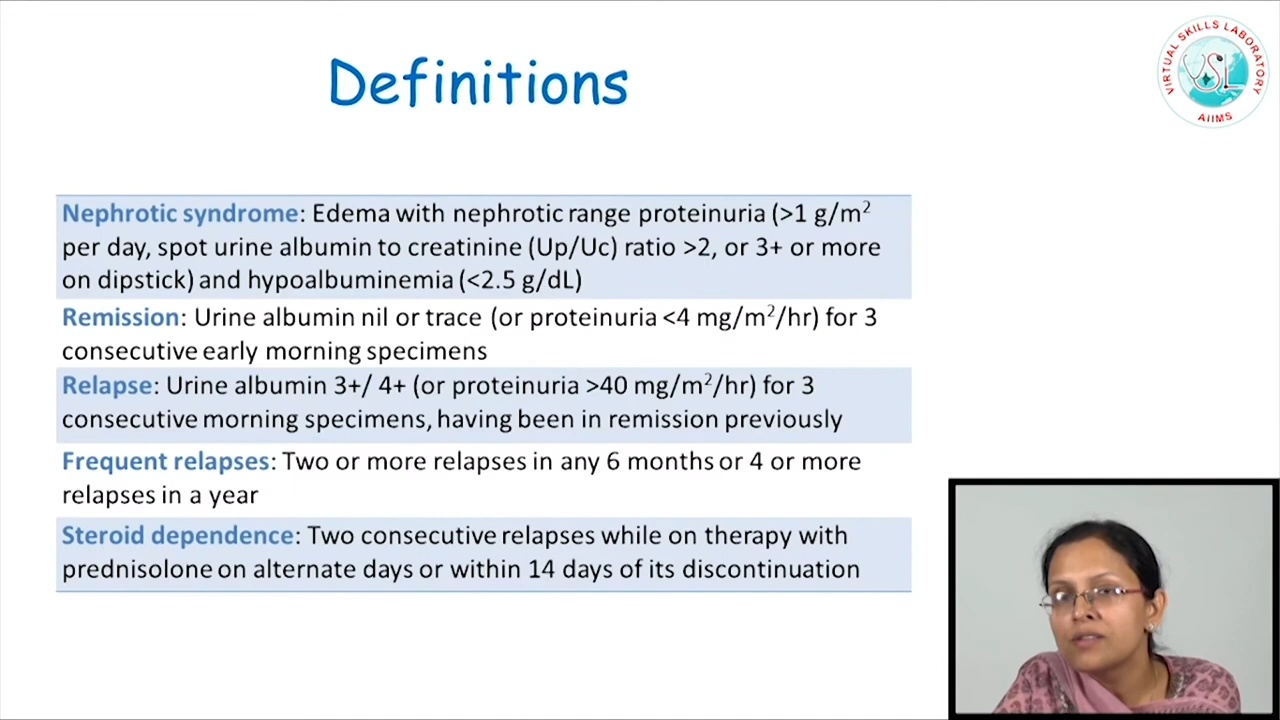 Definitions
VIRTUAL SKILLS LABORATORY
VSL
AIIMS
Nephrotic syndrome: Edema with nephrotic range proteinuria (>1 g/m²
per day, spot urine albumin to creatinine (Up/Uc) ratio >2, or 3+ or more
on dipstick) and hypoalbuminemia (<2.5 g/dL)
Remission: Urine albumin nil or trace (or proteinuria <4 mg/m²/hr) for 3
consecutive early morning specimens
Relapse: Urine albumin 3+/ 4+ (or proteinuria >40 mg/m²/hr) for 3
consecutive morning specimens, having been in remission previously
Frequent relapses: Two or more relapses in any 6 months or 4 or more
relapses in a year
Steroid dependence: Two consecutive relapses while on therapy with
prednisolone on alternate days or within 14 days of its discontinuation